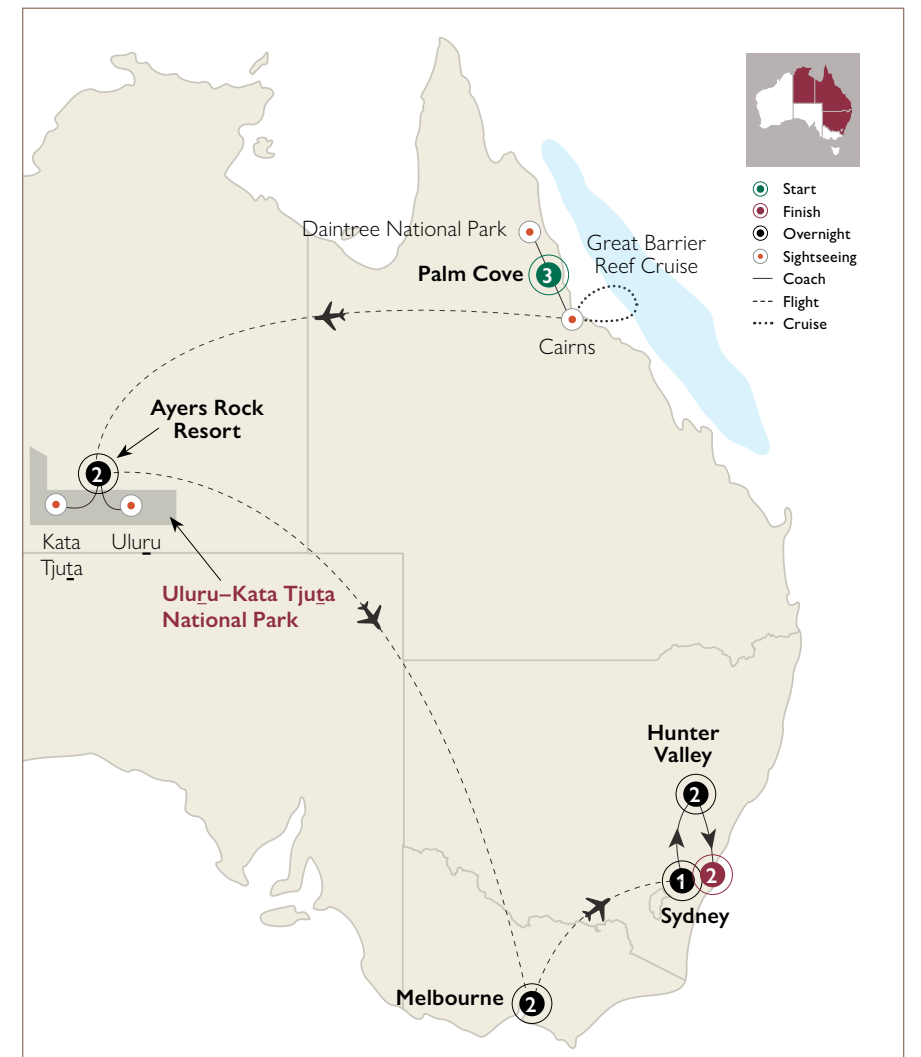 Start
Finish
Overnight
Sightseeing
Coach
Flight
Cruise
Daintree National Park
Great Barrier
Reef Cruise
Palm Cove
3
Cairns
Ayers Rock
Resort
2
Kata
Tjuṯa
Uluṟu
Uluṟu–Kata Tjuṯa
National Park
Hunter
Valley
2
1
2
Sydney
Melbourne
2